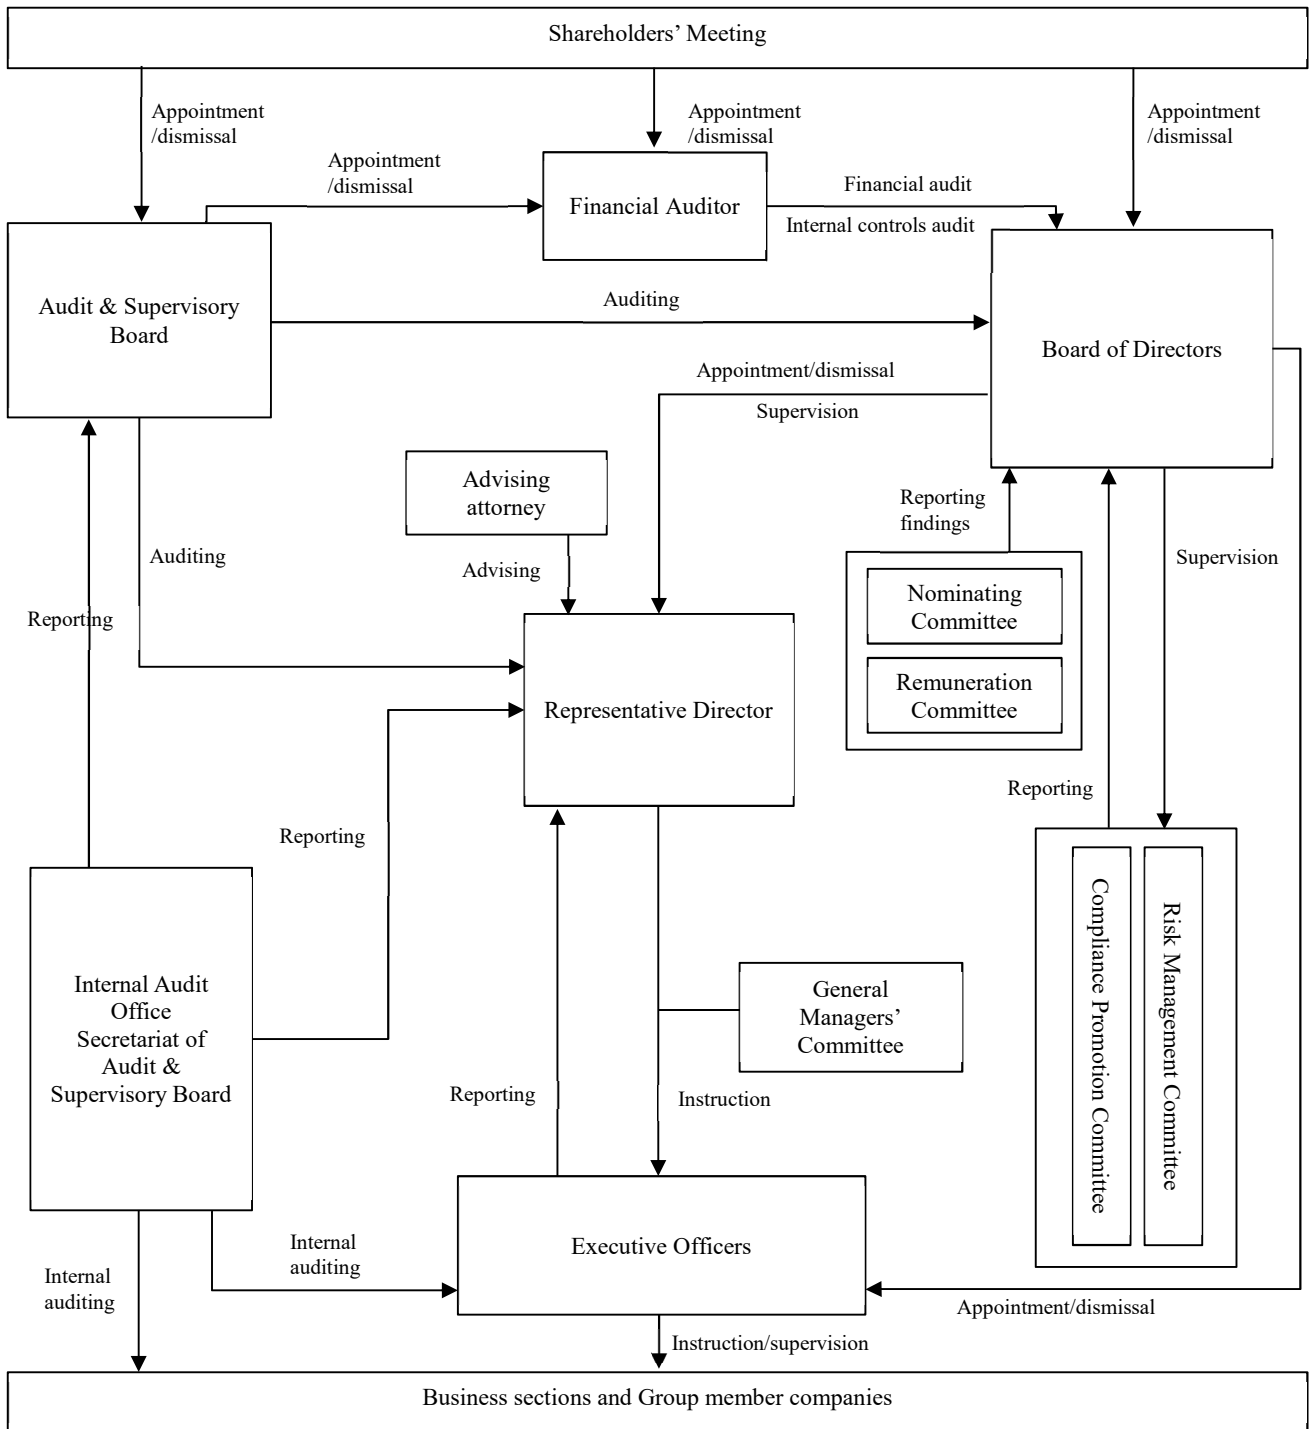 Shareholders’ Meeting
Appointment
/dismissal
Appointment
/dismissal
Appointment
/dismissal
Appointment
/dismissal
Financial Auditor
Financial audit
Internal controls audit
Audit & Supervisory
Board
Auditing
Board of Directors
Appointment/dismissal
Supervision
Advising
attorney
Reporting
findings
Auditing
Advising
Supervision
Nominating
Committee
Reporting
Remuneration
Committee
Representative Director
Reporting
Reporting
Compliance Promotion Committee
Risk Management Committee
Internal Audit
Office
Secretariat of
Audit &
Supervisory Board
General
Managers’
Committee
Reporting
Instruction
Executive Officers
Internal
auditing
Internal
auditing
Appointment/dismissal
Instruction/supervision
Business sections and Group member companies